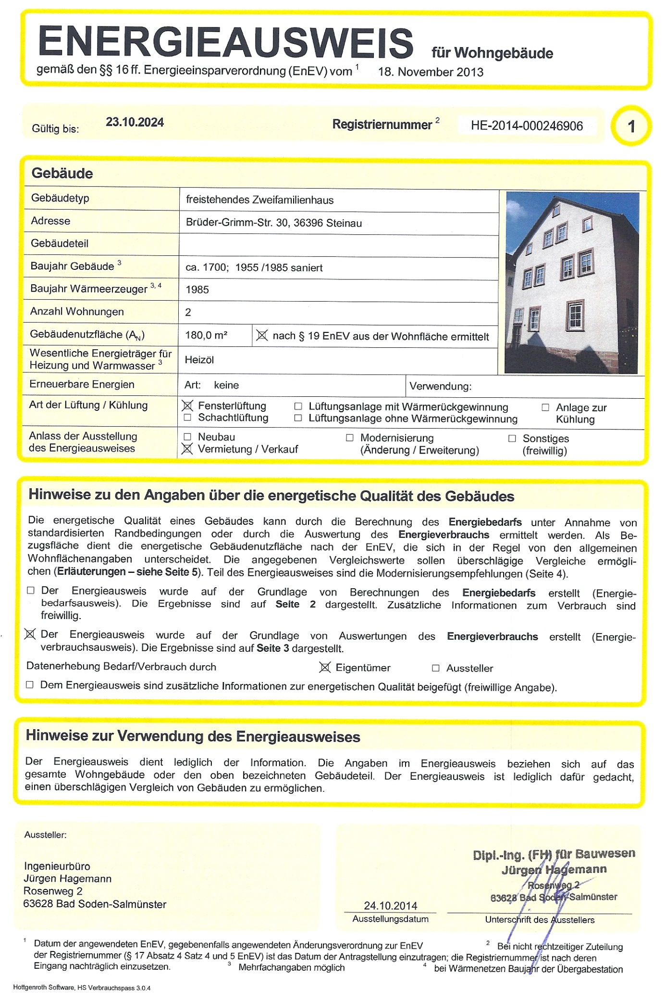 ENERGIEAUSWEIS für Wohngebäude
gemäß den §§ 16 ff. Energieeinsparverordnung (EnEV) vom 1 18. November 2013
Gültig bis: 23.10.2024 Registriernummer 2 HE-2014-000246906 1
Gebäude
Gebäudetyp freistehendes Zweifamilienhaus
Adresse Brüder-Grimm-Str. 30, 36396 Steinau
Gebäudeteil
Baujahr Gebäude 3 ca. 1700; 1955 /1985 saniert
Baujahr Wärmeerzeuger 3, 4 1985
Anzahl Wohnungen 2
Gebäudenutzfläche (AN) 180,0 m² ☒ nach § 19 EnEV aus der Wohnfläche ermittelt
Wesentliche Energieträger für
Heizung und Warmwasser 3 Heizöl
Erneuerbare Energien Art: keine Verwendung:
Art der Lüftung / Kühlung ☒ Fensterlüftung ☐ Lüftungsanlage mit Wärmerückgewinnung ☐ Anlage zur
☐ Schachtlüftung ☐ Lüftungsanlage ohne Wärmerückgewinnung Kühlung
Anlass der Ausstellung ☐ Neubau ☐ Modernisierung ☐ Sonstiges
des Energieausweises ☒ Vermietung / Verkauf (Änderung / Erweiterung) (freiwillig)
Hinweise zu den Angaben über die energetische Qualität des Gebäudes
Die energetische Qualität eines Gebäudes kann durch die Berechnung des Energiebedarfs unter Annahme von
standardisierten Randbedingungen oder durch die Auswertung des Energieverbrauchs ermittelt werden. Als Be-
zugsfläche dient die energetische Gebäudenutzfläche nach der EnEV, die sich in der Regel von den allgemeinen
Wohnflächenangaben unterscheidet. Die angegebenen Vergleichswerte sollen überschlägige Vergleiche ermögli-
chen (Erläuterungen – siehe Seite 5). Teil des Energieausweises sind die Modernisierungsempfehlungen (Seite 4).
☐ Der Energieausweis wurde auf der Grundlage von Berechnungen des Energiebedarfs erstellt (Energie-
bedarfsausweis). Die Ergebnisse sind auf Seite 2 dargestellt. Zusätzliche Informationen zum Verbrauch sind
freiwillig.
☒ Der Energieausweis wurde auf der Grundlage von Auswertungen des Energieverbrauchs erstellt (Energie-
verbrauchsausweis). Die Ergebnisse sind auf Seite 3 dargestellt.
Datenerhebung Bedarf/Verbrauch durch ☒ Eigentümer ☐ Aussteller
☐ Dem Energieausweis sind zusätzliche Informationen zur energetischen Qualität beigefügt (freiwillige Angabe).
Hinweise zur Verwendung des Energieausweises
Der Energieausweis dient lediglich der Information. Die Angaben im Energieausweis beziehen sich auf das
gesamte Wohngebäude oder den oben bezeichneten Gebäudeteil. Der Energieausweis ist lediglich dafür gedacht,
einen überschlägigen Vergleich von Gebäuden zu ermöglichen.
Aussteller:
Ingenieurbüro
Jürgen Hagemann
Rosenweg 2
63628 Bad Soden-Salmünster
Dipl.-Ing. (FH) für Bauwesen
Jürgen Hagemann
Rosenweg 2
63628 Bad Soden-Salmünster
24.10.2014
Ausstellungsdatum Unterschrift des Ausstellers
1 Datum der angewendeten EnEV, gegebenenfalls angewendeten Änderungsverordnung zur EnEV 2 Bei nicht rechtzeitiger Zuteilung
der Registriernummer (§ 17 Absatz 4 Satz 4 und 5 EnEV) ist das Datum der Antragstellung einzutragen; die Registriernummer ist nach deren
Eingang nachträglich einzusetzen. 3 Mehrfachangaben möglich 4 bei Wärmenetzen Baujahr der Übergabestation
Hottgenroth Software, HS Verbrauchspass 3.0.4